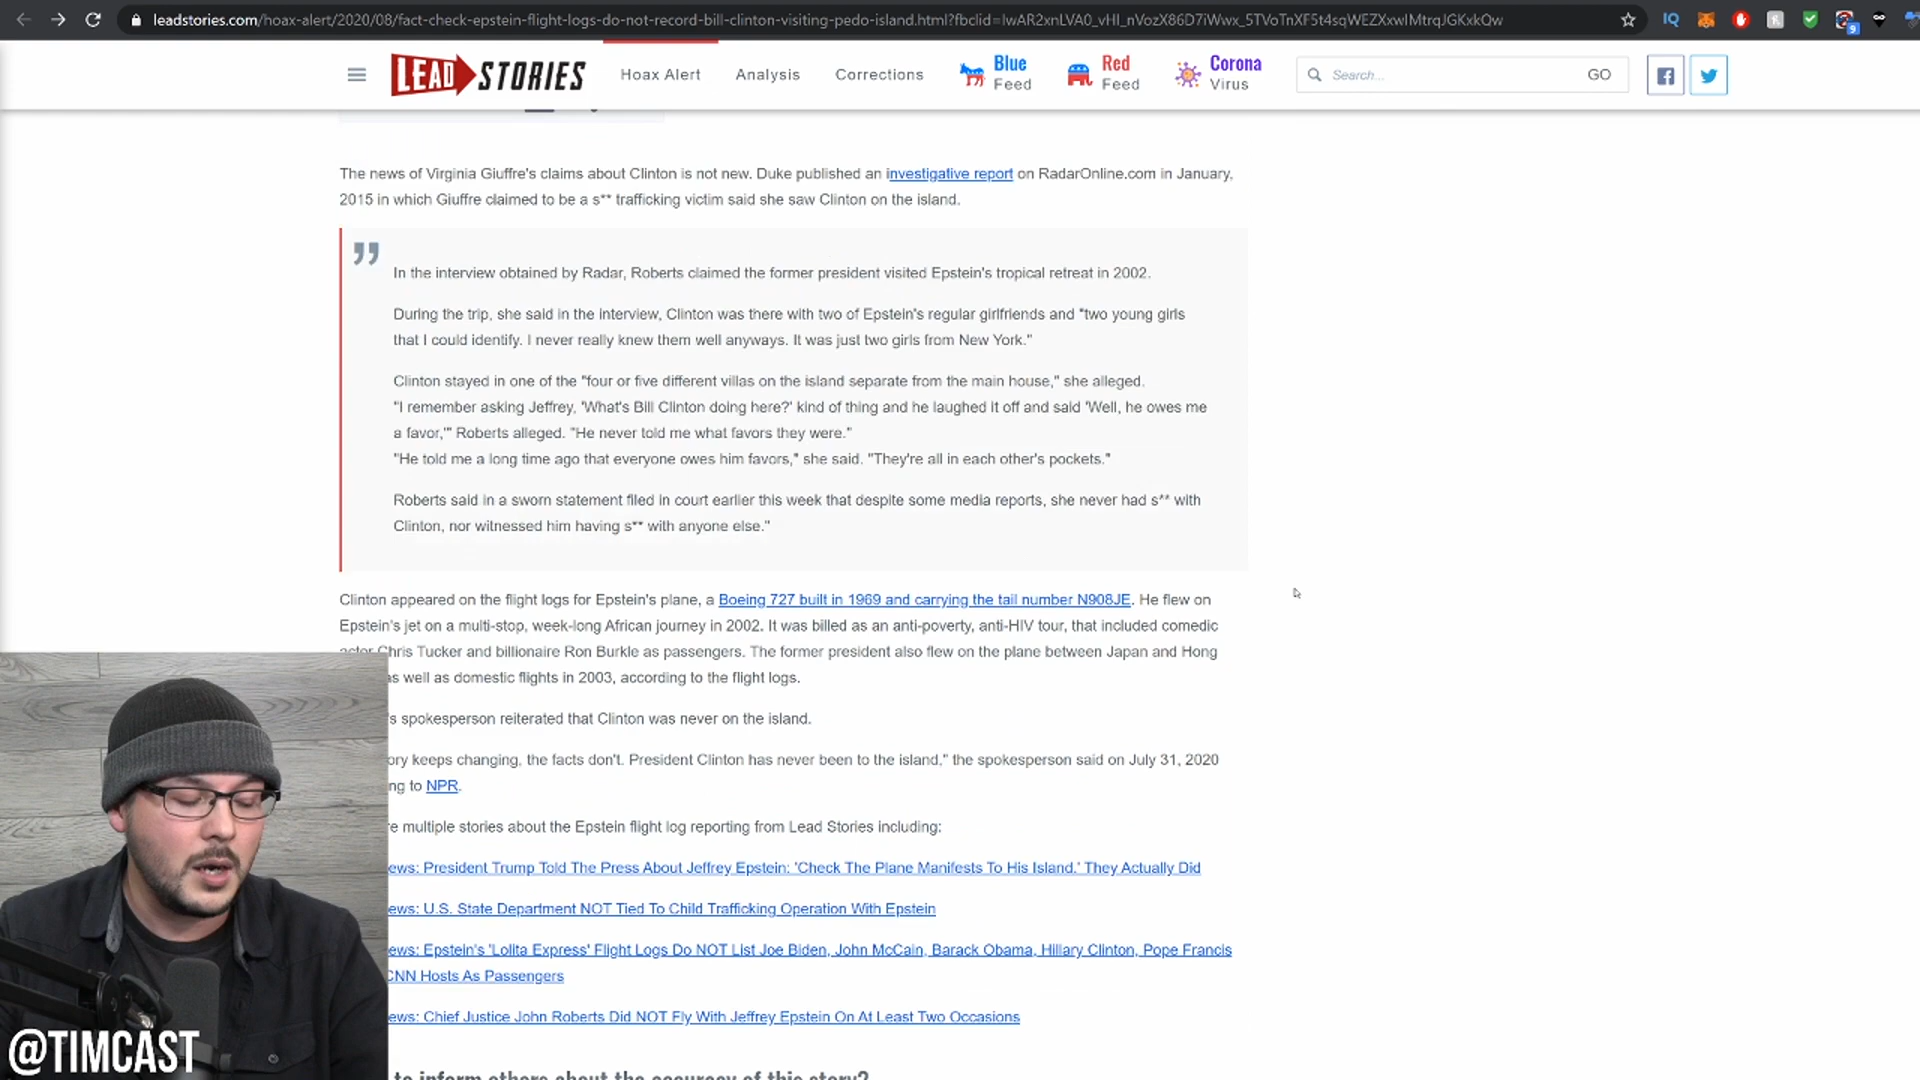 leadstories.com/hoax-alert/2020/08/fact-check-epstein-flight-logs-do-not-record-bill-clinton-visiting-pedo-island.html?fbclid=IwAR2xnLVA0_vHI_nVozX86D7iWwx_5TVoTnXF5t4sqWEZXxwIMtrqJGKxkQw
IQ
9
LEAD STORIES
Hoax Alert
Analysis
Corrections
Blue Feed
Red Feed
Corona Virus
Search...
GO
The news of Virginia Giuffre's claims about Clinton is not new. Duke published an investigative report on RadarOnline.com in January,
2015 in which Giuffre claimed to be a s** trafficking victim said she saw Clinton on the island.
In the interview obtained by Radar, Roberts claimed the former president visited Epstein's tropical retreat in 2002.
During the trip, she said in the interview, Clinton was there with two of Epstein's regular girlfriends and "two young girls
that I could identify. I never really knew them well anyways. It was just two girls from New York."
Clinton stayed in one of the "four or five different villas on the island separate from the main house," she alleged.
"I remember asking Jeffrey, 'What's Bill Clinton doing here?' kind of thing and he laughed it off and said 'Well, he owes me
a favor,'" Roberts alleged. "He never told me what favors they were."
"He told me a long time ago that everyone owes him favors," she said. "They're all in each other's pockets."
Roberts said in a sworn statement filed in court earlier this week that despite some media reports, she never had s** with
Clinton, nor witnessed him having s** with anyone else."
Clinton appeared on the flight logs for Epstein's plane, a Boeing 727 built in 1969 and carrying the tail number N908JE. He flew on
Epstein's jet on a multi-stop, week-long African journey in 2002. It was billed as an anti-poverty, anti-HIV tour, that included comedic
actor Chris Tucker and billionaire Ron Burkle as passengers. The former president also flew on the plane between Japan and Hong
as well as domestic flights in 2003, according to the flight logs.
's spokesperson reiterated that Clinton was never on the island.
ory keeps changing, the facts don't. President Clinton has never been to the island," the spokesperson said on July 31, 2020
ng to NPR.
re multiple stories about the Epstein flight log reporting from Lead Stories including:
ews: President Trump Told The Press About Jeffrey Epstein: 'Check The Plane Manifests To His Island.' They Actually Did
ews: U.S. State Department NOT Tied To Child Trafficking Operation With Epstein
ews: Epstein's 'Lolita Express' Flight Logs Do NOT List Joe Biden, John McCain, Barack Obama, Hillary Clinton, Pope Francis
CNN Hosts As Passengers
ews: Chief Justice John Roberts Did NOT Fly With Jeffrey Epstein On At Least Two Occasions
to inform others about the accuracy of this story?
@TIMCAST